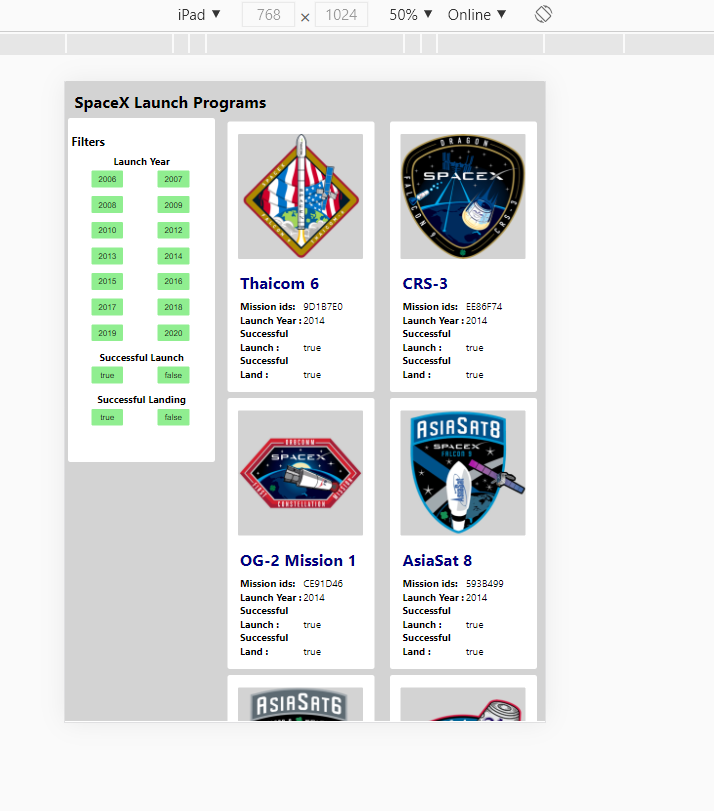 iPad ▼ 768 × 1024 50% ▼ Online ▼
SpaceX Launch Programs
Filters
Launch Year
2006 2007
2008 2009
2010 2012
2013 2014
2015 2016
2017 2018
2019 2020
Successful Launch
true false
Successful Landing
true false
SPACEX
Thaicom 6
Mission ids: 9D1B7E0
Launch Year : 2014
Successful
Launch : true
Successful
Land : true
DRAGON
SPACEX
FALCON 9
CRS-3
CRS-3
Mission ids: EE86F74
Launch Year : 2014
Successful
Launch : true
Successful
Land : true
ORBCOMM
SPACEX
FIRST CONSTELLATION MISSION
OG-2 Mission 1
Mission ids: CE91D46
Launch Year : 2014
Successful
Launch : true
Successful
Land : true
ASIASAT8
SPACEX
FALCON 9
AsiaSat 8
Mission ids: 593B499
Launch Year : 2014
Successful
Launch : true
Successful
Land : true
ASIASAT6